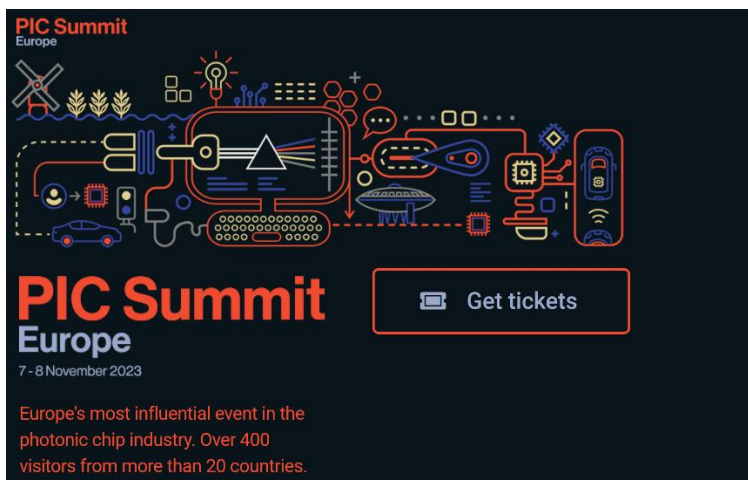 PIC Summit
Europe
PIC Summit
Europe
7 - 8 November 2023
Get tickets
Europe's most influential event in the
photonic chip industry. Over 400
visitors from more than 20 countries.